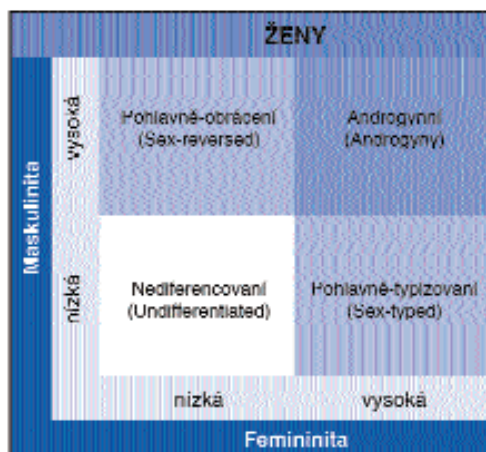 ŽENY
Maskulinita
vysoká
Pohlavně-obrácení
(Sex-reversed)
Androgynní
(Androgyny)
nízká
Nediferencovaní
(Undifferentiated)
Pohlavně-typizovaní
(Sex-typed)
nízká
vysoká
Femininita